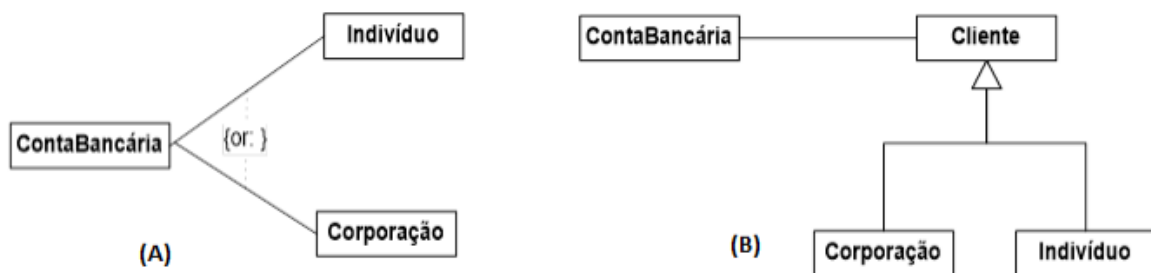 Indivíduo
ContaBancária
{or: }
Corporação
(A)
ContaBancária
Cliente
Corporação
Indivíduo
(B)